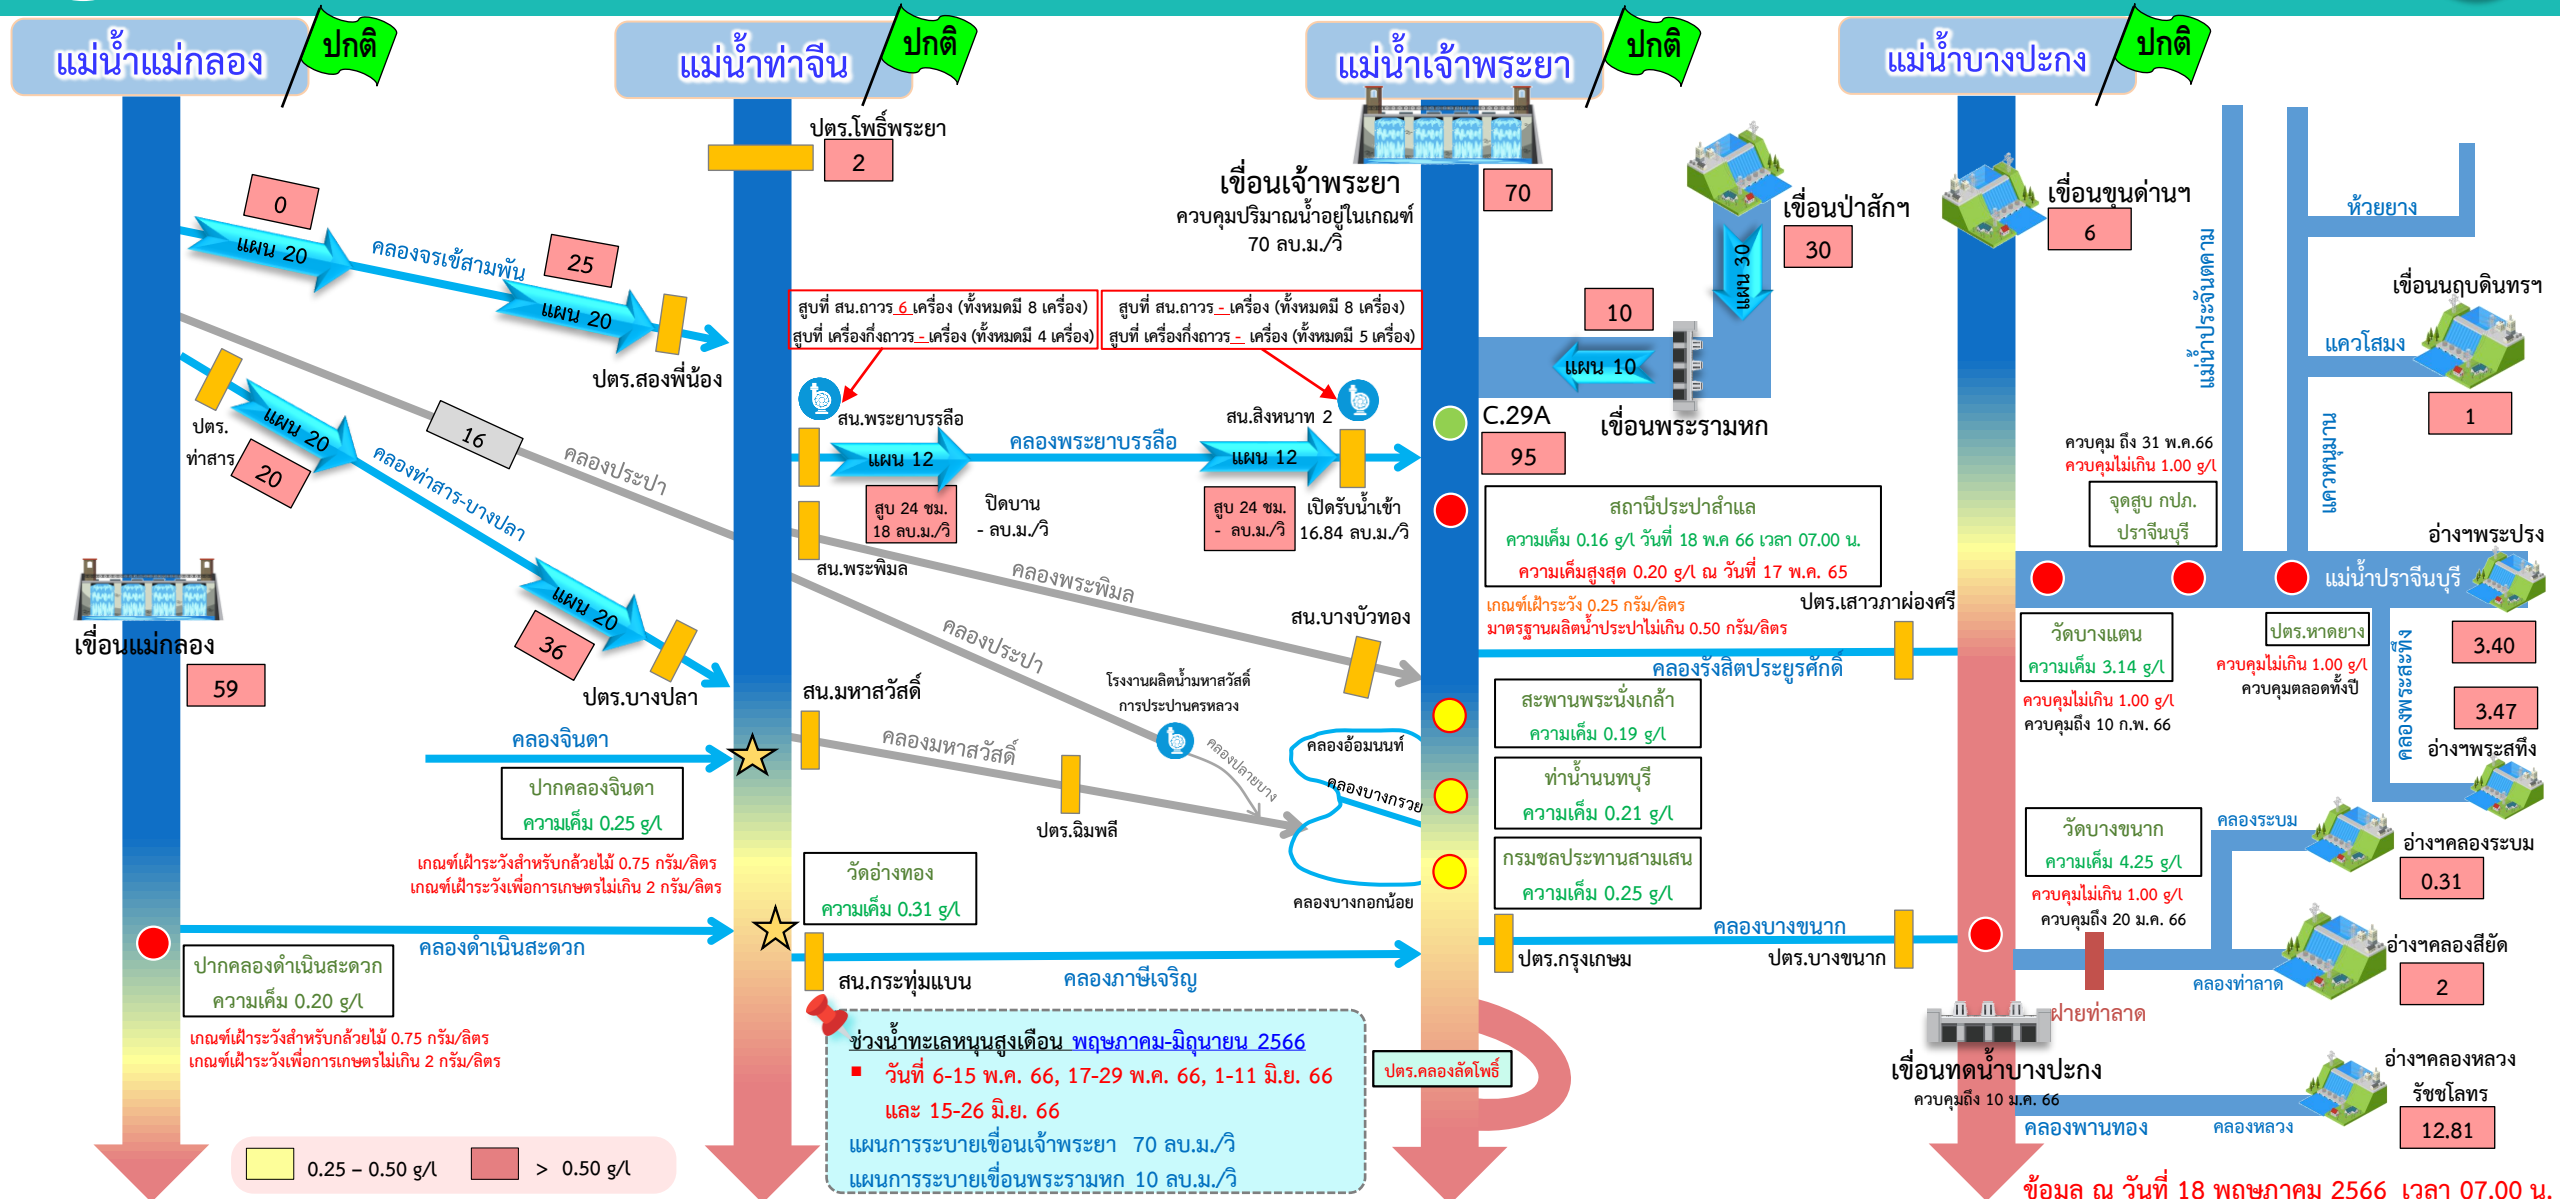 แม่น้ำแม่กลอง
ปกติ
แม่น้ำท่าจีน
ปกติ
แม่น้ำเจ้าพระยา
ปกติ
แม่น้ำบางปะกง
ปกติ
0
แผน 20
คลองจรเข้สามพัน
25
แผน 20
ปตร.สองพี่น้อง
ปตร.
ท่าสาร
แผน 20
20
คลองท่าสาร-บางปลา
16
คลองประปา
แผน 20
36
ปตร.บางปลา
เขื่อนแม่กลอง
59
คลองจินดา
ปากคลองจินดา
ความเค็ม 0.25 g/l
เกณฑ์เฝ้าระวังสำหรับกล้วยไม้ 0.75 กรัม/ลิตร
เกณฑ์เฝ้าระวังเพื่อการเกษตรไม่เกิน 2 กรัม/ลิตร
คลองดำเนินสะดวก
ปากคลองดำเนินสะดวก
ความเค็ม 0.20 g/l
เกณฑ์เฝ้าระวังสำหรับกล้วยไม้ 0.75 กรัม/ลิตร
เกณฑ์เฝ้าระวังเพื่อการเกษตรไม่เกิน 2 กรัม/ลิตร
0.25 – 0.50 g/l
> 0.50 g/l
ปตร.โพธิ์พระยา
2
สูบที่ สน.ถาวร 6 เครื่อง (ทั้งหมดมี 8 เครื่อง)
สูบที่ เครื่องกึ่งถาวร - เครื่อง (ทั้งหมดมี 4 เครื่อง)
สูบที่ สน.ถาวร - เครื่อง (ทั้งหมดมี 8 เครื่อง)
สูบที่ เครื่องกึ่งถาวร - เครื่อง (ทั้งหมดมี 5 เครื่อง)
สน.พระยาบรรลือ
แผน 12
คลองพระยาบรรลือ
สน.สิงหนาท 2
แผน 12
สูบ 24 ชม.
18 ลบ.ม./วิ
ปิดบาน
- ลบ.ม./วิ
สูบ 24 ชม.
- ลบ.ม./วิ
เปิดรับน้ำเข้า
16.84 ลบ.ม./วิ
สน.พระพิมล
คลองพระพิมล
สน.บางบัวทอง
คลองประปา
โรงงานผลิตน้ำมหาสวัสดิ์
การประปานครหลวง
สน.มหาสวัสดิ์
คลองมหาสวัสดิ์
ปตร.ฉิมพลี
คลองปลายบาง
คลองอ้อมนนท์
คลองบางกรวย
คลองบางกอกน้อย
วัดอ่างทอง
ความเค็ม 0.31 g/l
สน.กระทุ่มแบน
คลองภาษีเจริญ
ช่วงน้ำทะเลหนุนสูงเดือน พฤษภาคม-มิถุนายน 2566
▪ วันที่ 6-15 พ.ค. 66, 17-29 พ.ค. 66, 1-11 มิ.ย. 66
และ 15-26 มิ.ย. 66
แผนการระบายเขื่อนเจ้าพระยา 70 ลบ.ม./วิ
แผนการระบายเขื่อนพระรามหก 10 ลบ.ม./วิ
เขื่อนเจ้าพระยา
ควบคุมปริมาณน้ำอยู่ในเกณฑ์
70 ลบ.ม./วิ
70
เขื่อนป่าสักฯ
30
แผน 30
10
แผน 10
เขื่อนพระรามหก
C.29A
95
สถานีประปาสำแล
ความเค็ม 0.16 g/l วันที่ 18 พ.ค 66 เวลา 07.00 น.
ความเค็มสูงสุด 0.20 g/l ณ วันที่ 17 พ.ค. 65
เกณฑ์เฝ้าระวัง 0.25 กรัม/ลิตร
มาตรฐานผลิตน้ำประปาไม่เกิน 0.50 กรัม/ลิตร
ปตร.เสาวภาผ่องศรี
คลองรังสิตประยูรศักดิ์
สะพานพระนั่งเกล้า
ความเค็ม 0.19 g/l
ท่าน้ำนนทบุรี
ความเค็ม 0.21 g/l
กรมชลประทานสามเสน
ความเค็ม 0.25 g/l
ปตร.กรุงเกษม
คลองบางขนาก
ปตร.บางขนาก
ปตร.คลองลัดโพธิ์
เขื่อนขุนด่านฯ
6
แม่น้ำประจันตคาม
ห้วยยาง
เขื่อนนฤบดินทรฯ
แควโสมง
1
แควหนุมาน
ควบคุม ถึง 31 พ.ค.66
ควบคุมไม่เกิน 1.00 g/l
จุดสูบ กปภ.
ปราจีนบุรี
อ่างฯพระปรง
แม่น้ำปราจีนบุรี
3.40
วัดบางแตน
ความเค็ม 3.14 g/l
ควบคุมไม่เกิน 1.00 g/l
ควบคุมถึง 10 ก.พ. 66
ปตร.หาดยาง
ควบคุมไม่เกิน 1.00 g/l
ควบคุมตลอดทั้งปี
คลองพระสะทึง
3.47
อ่างฯพระสทึง
วัดบางขนาก
ความเค็ม 4.25 g/l
ควบคุมไม่เกิน 1.00 g/l
ควบคุมถึง 20 ม.ค. 66
คลองระบม
อ่างฯคลองระบม
0.31
อ่างฯคลองสียัด
2
คลองท่าลาด
ฝายท่าลาด
เขื่อนทดน้ำบางปะกง
ควบคุมถึง 10 ม.ค. 66
คลองพานทอง
คลองหลวง
อ่างฯคลองหลวง
รัชชโลทร
12.81
ข้อมูล ณ วันที่ 18 พฤษภาคม 2566 เวลา 07.00 น.